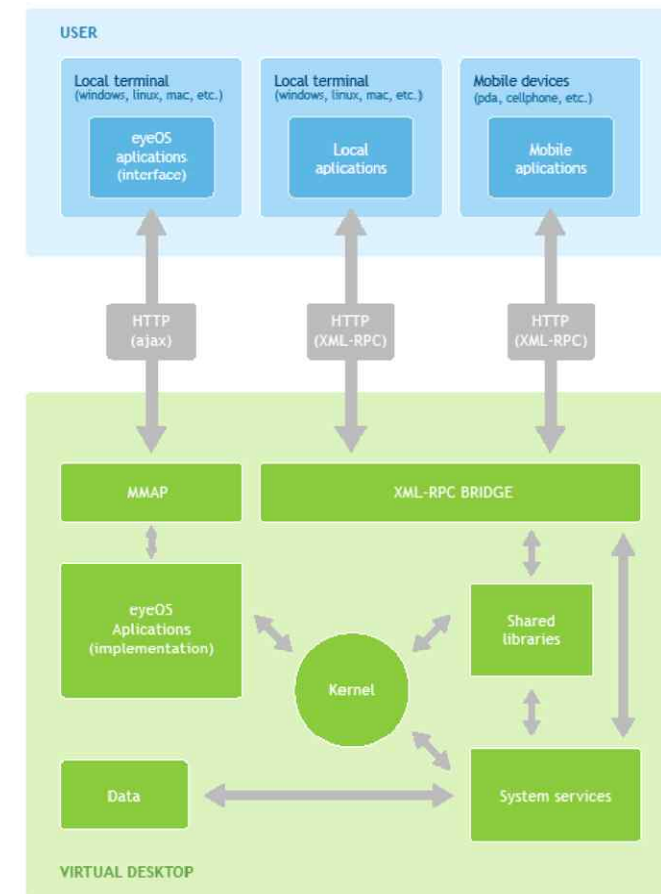 USER
Local terminal
(windows, linux, mac, etc.)
eyeOS
aplications
(interface)
Local terminal
(windows, linux, mac, etc.)
Local
aplications
Mobile devices
(pda, cellphone, etc.)
Mobile
aplications
HTTP
(ajax)
HTTP
(XML-RPC)
HTTP
(XML-RPC)
MMAP
XML-RPC BRIDGE
eyeOS
Aplications
(implementation)
Shared
libraries
Kernel
Data
System services
VIRTUAL DESKTOP